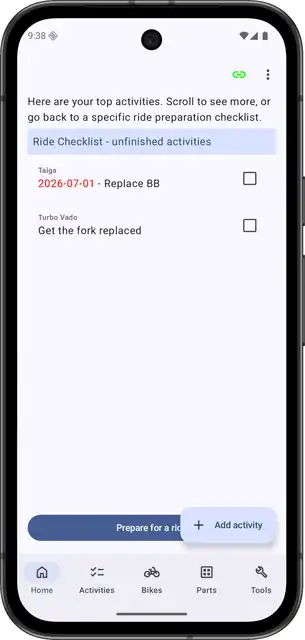 9:38
Here are your top activities. Scroll to see more, or
go back to a specific ride preparation checklist.
Ride Checklist - unfinished activities
Taiga
2026-07-01 - Replace BB
Turbo Vado
Get the fork replaced
Prepare for a ri
Add activity
Home
Activities
Bikes
Parts
Tools